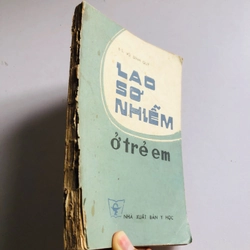 LAO
SƠ
NHIỄM
ở trẻ em
NHÀ XUẤT BẢN Y HỌC